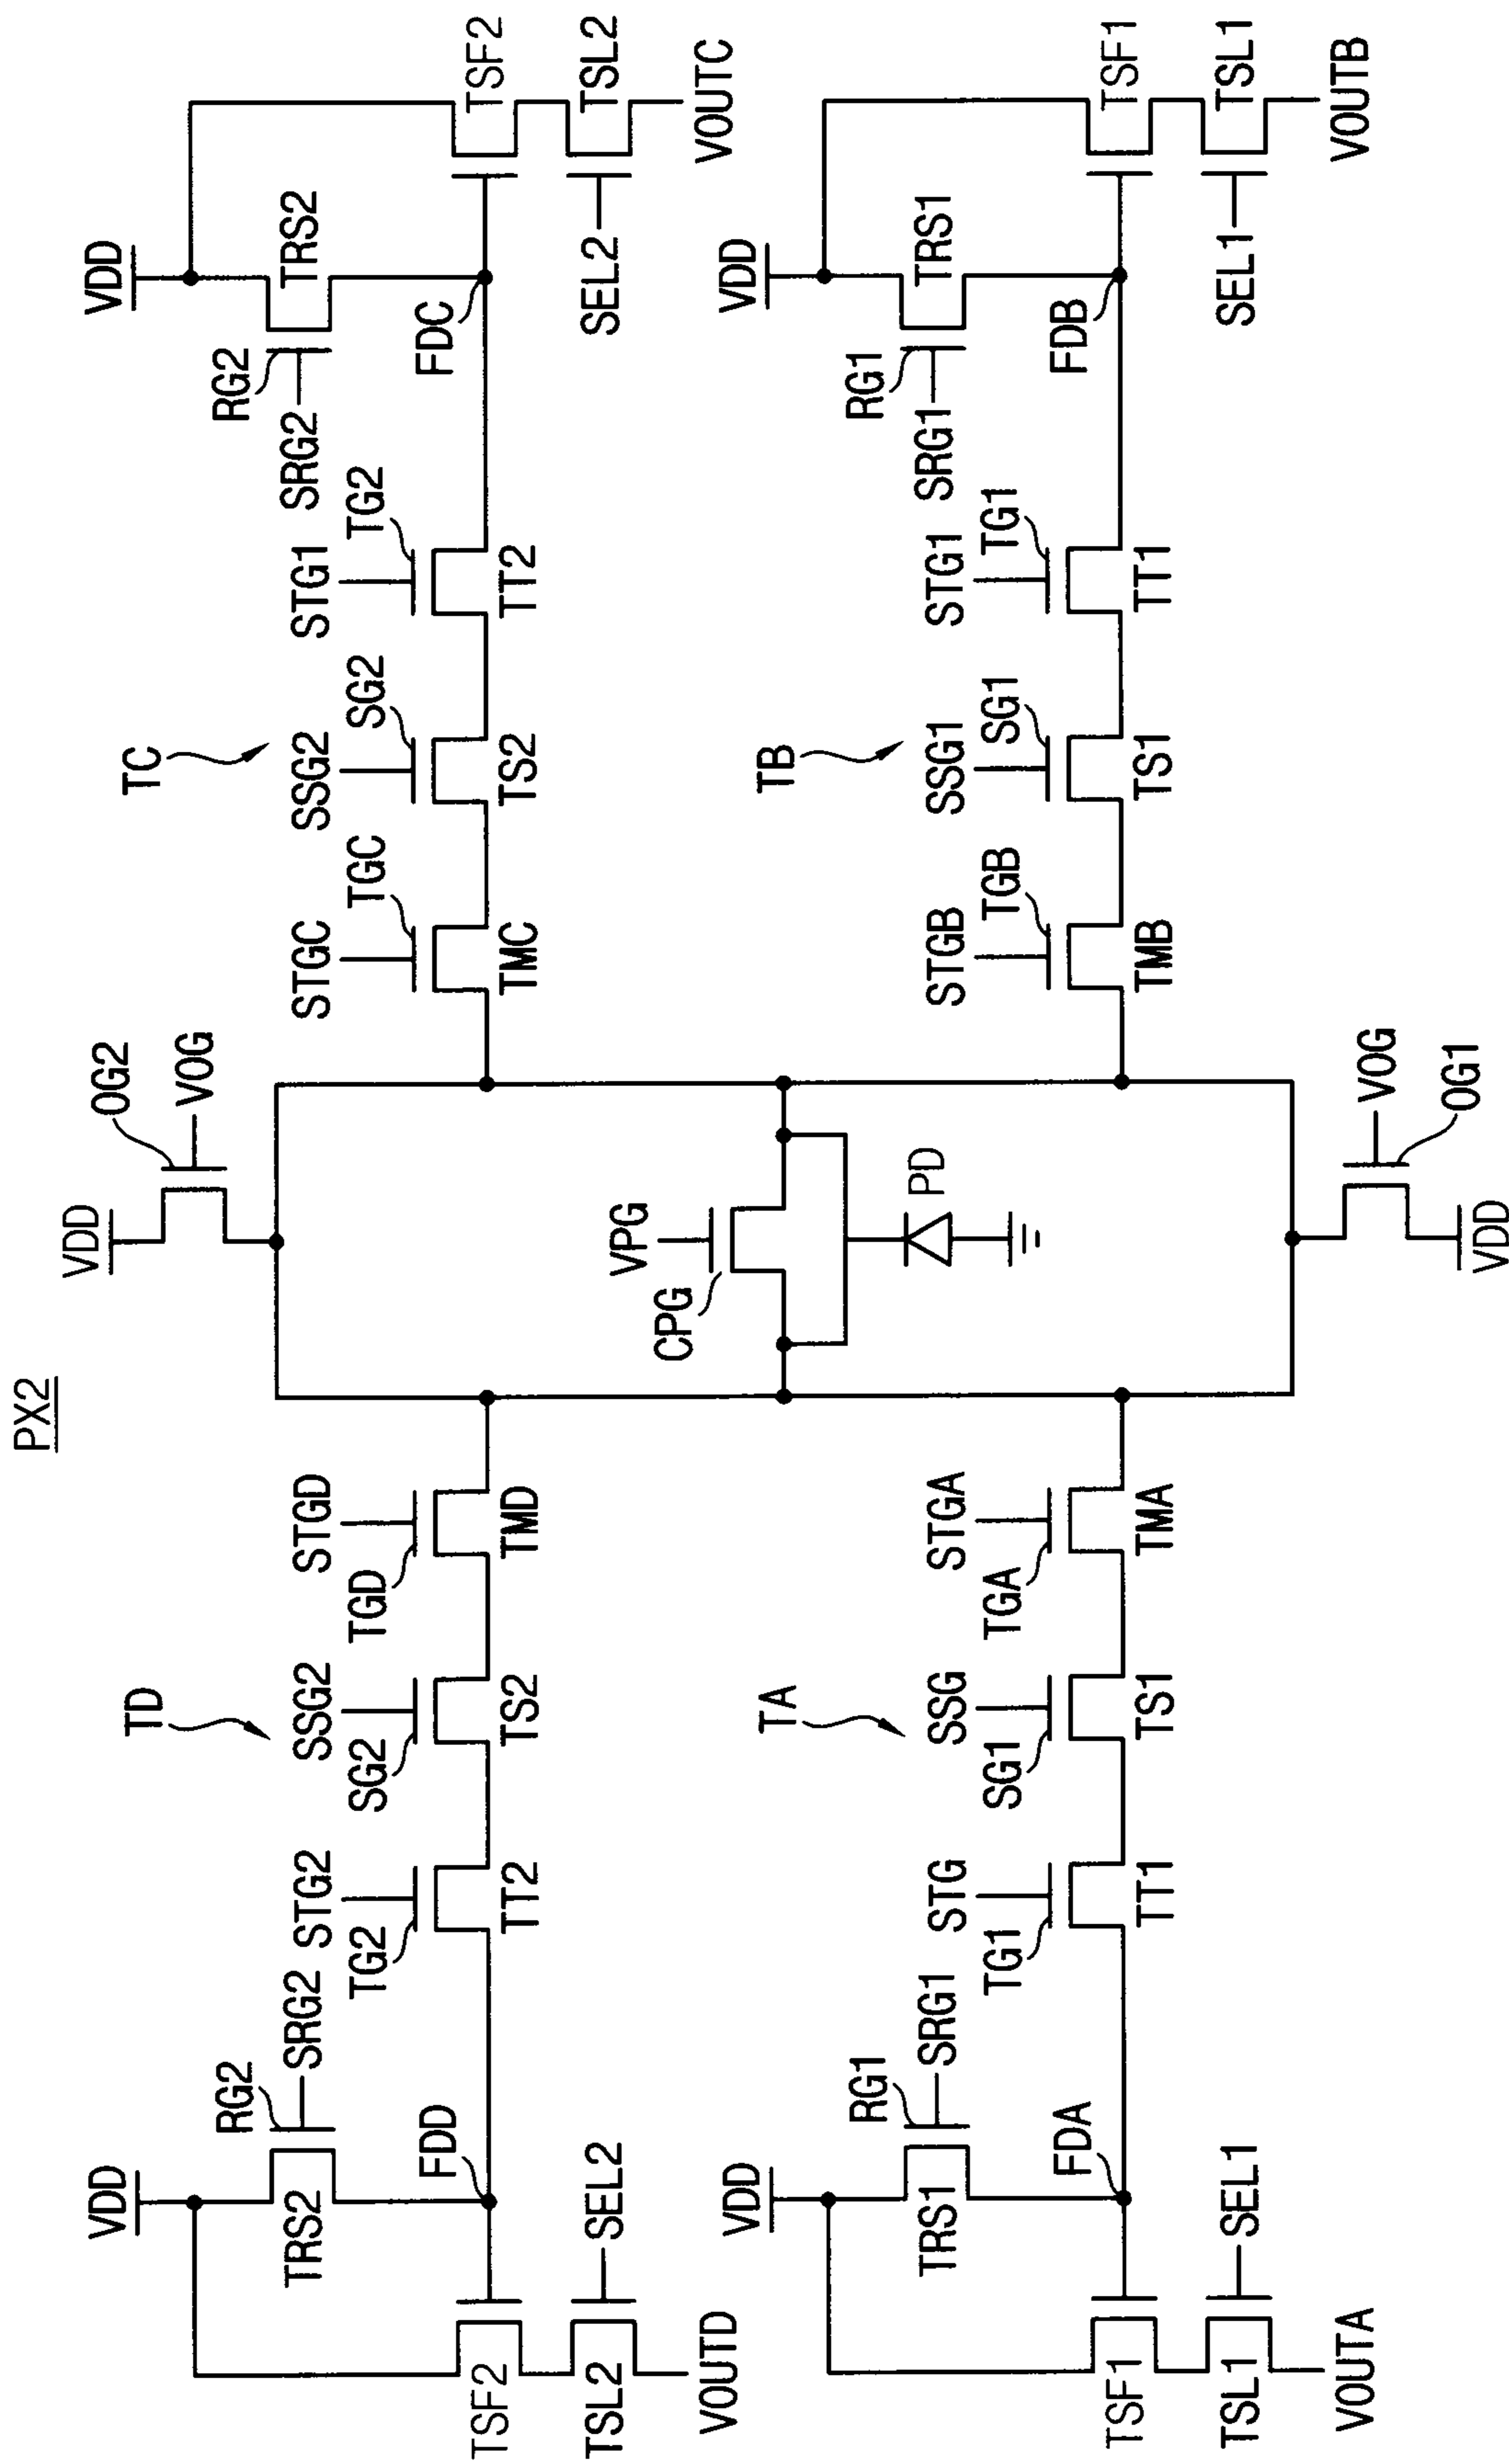 PX2
VDD
OG2
VOG
VDD
TRS2
RG2
SRG2
FDD
TSF2
TSL2
SEL2
VOUTD
TD
STG2
TG2
TT2
SSG2
SG2
TS2
STGD
TGD
TMD
TC
STGC
TGC
TMC
SSG2
SG2
TS2
STG1
TG2
TT2
VDD
TRS2
RG2
SRG2
FDC
TSF2
TSL2
SEL2
VOUTC
VPG
CPG
PD
VDD
TRS1
RG1
SRG1
FDA
TSF1
TSL1
SEL1
VOUTA
TA
STG
TG1
TT1
SSG
SG1
TS1
STGA
TGA
TMA
TB
STGB
TGB
TMB
SSG1
SG1
TS1
STG1
TG1
TT1
VDD
TRS1
RG1
SRG1
FDB
TSF1
TSL1
SEL1
VOUTB
VOG
OG1
VDD